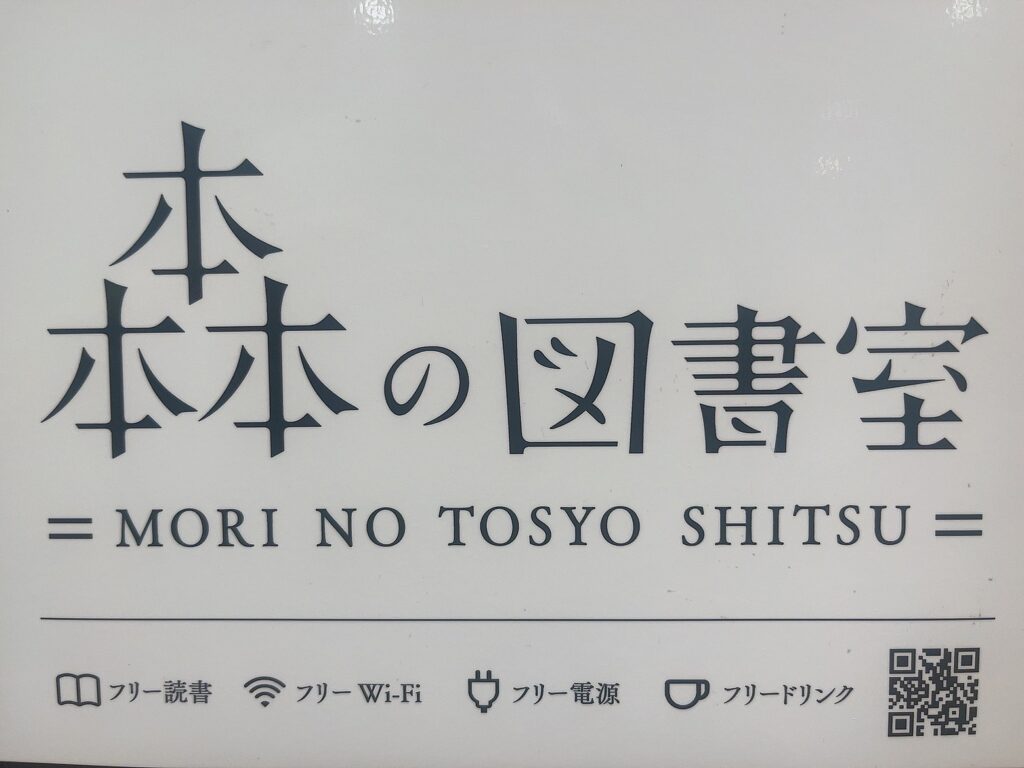 森の図書室
= MORI NO TOSYO SHITSU =
フリー読書 フリー Wi-Fi フリー電源 フリードリンク